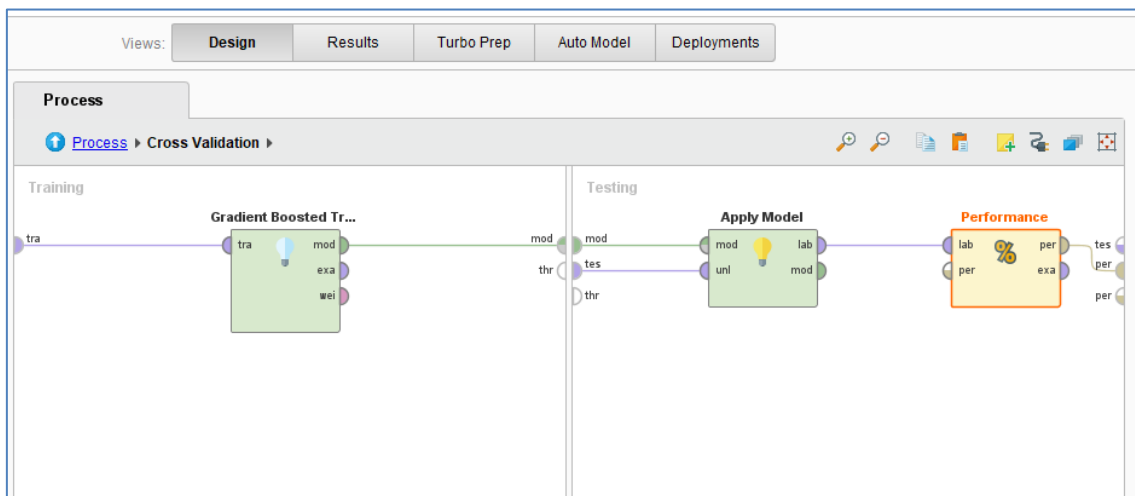 Views: Design Results Turbo Prep Auto Model Deployments
Process
Process Cross Validation
Training Testing
Gradient Boosted Tr... Apply Model Performance
tra tra mod mod mod mod lab lab per tes
exa thr tes unl mod per exa per
wei thr per